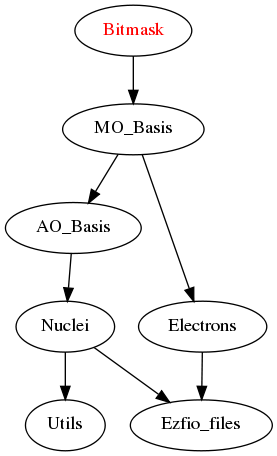 Bitmask
MO_Basis
AO_Basis
Nuclei
Electrons
Utils
Ezfio_files